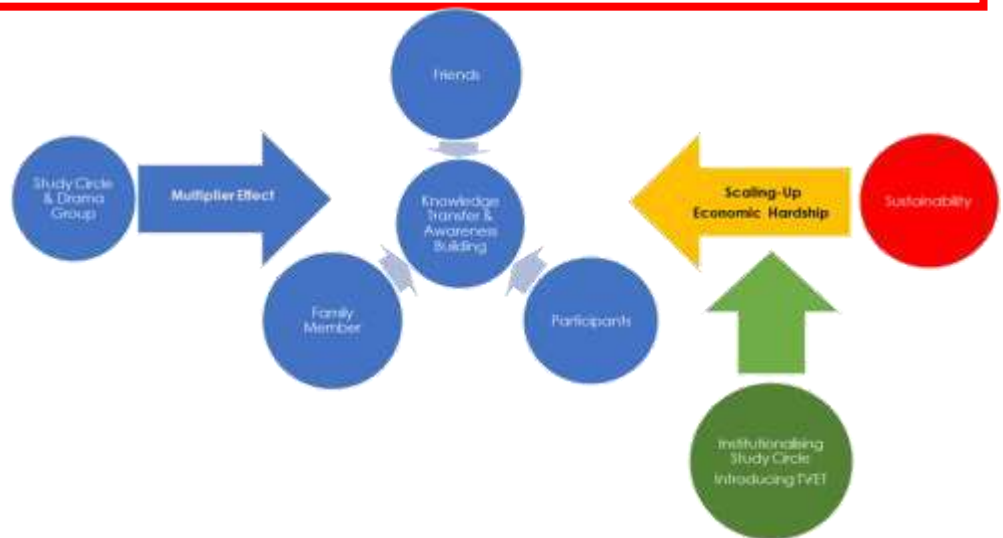 Friends
Study Circle
& Drama
Group
Multiplier Effect
Knowledge
Transfer &
Awareness
Building
Scaling-Up
Economic Hardship
Sustainability
Family
Member
Participants
Institutionalising
Study Circle
Introducing TVET